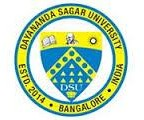 DAYANANDA SAGAR UNIVERSITY
ESTD. 2014 • BANGALORE • INDIA
DSU